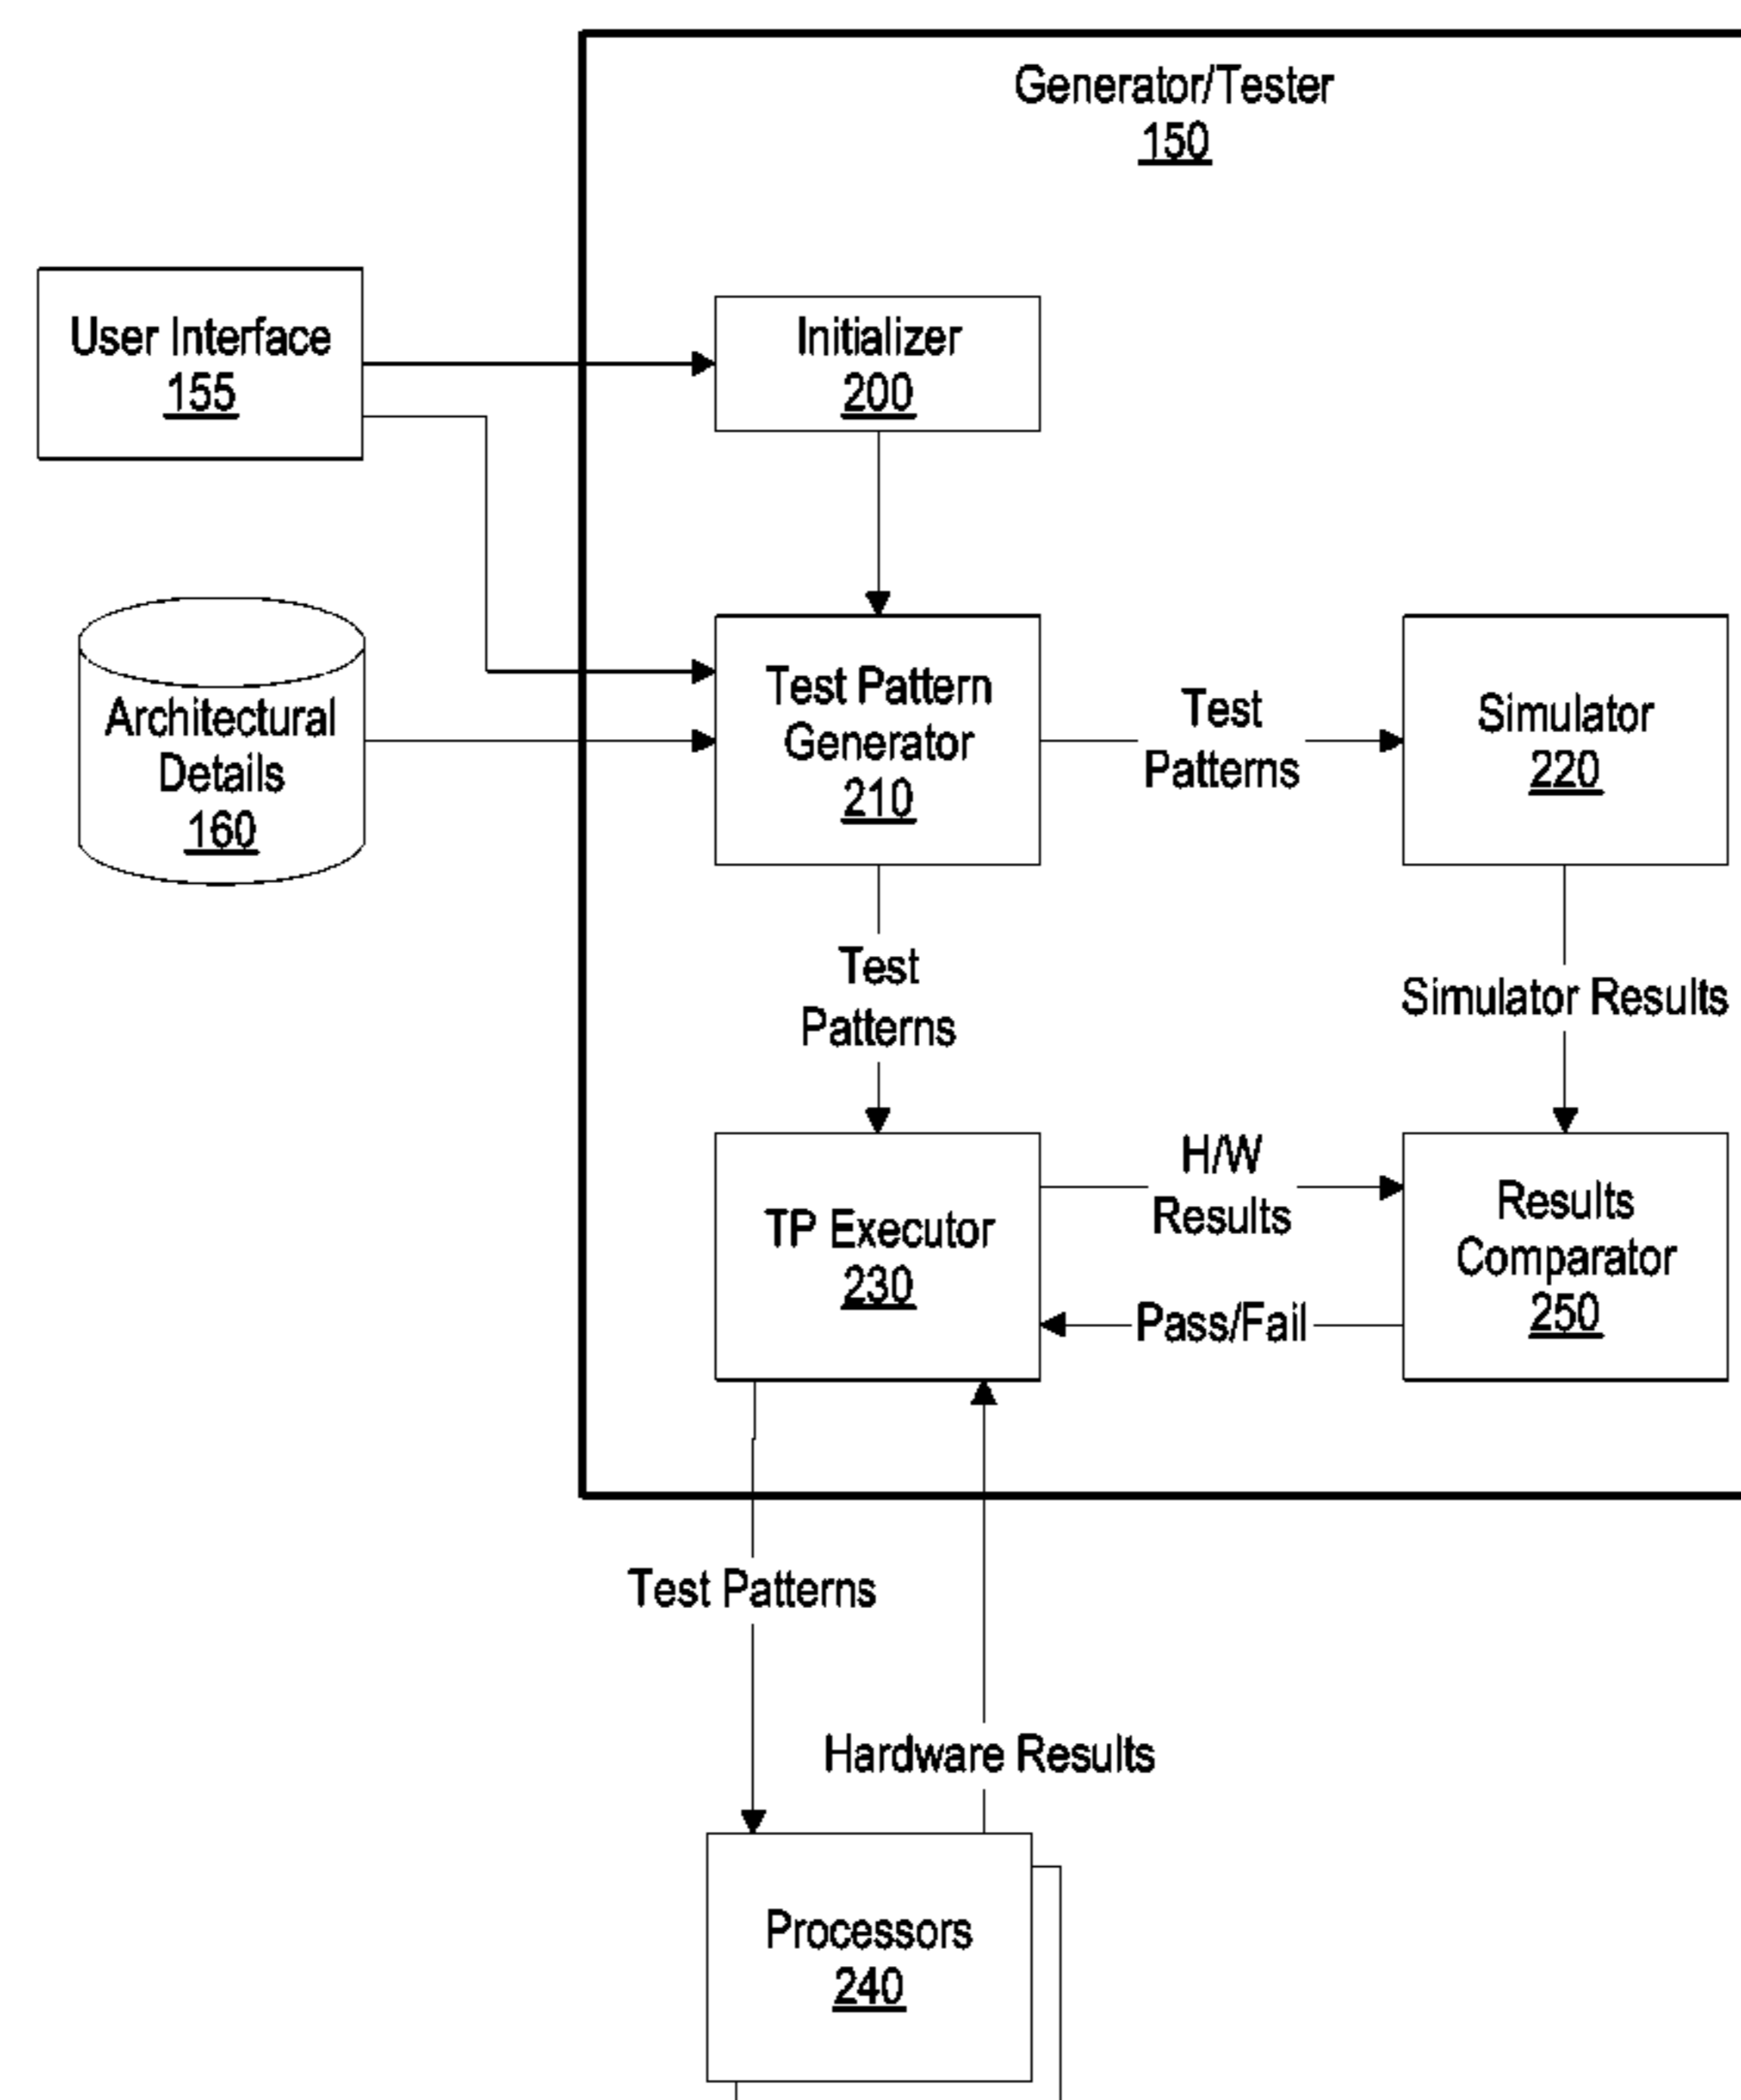 Generator/Tester
150
User Interface
155
Initializer
200
Architectural
Details
160
Test Pattern
Generator
210
Test
Patterns
Simulator
220
Test
Patterns
Simulator Results
TP Executor
230
H/W
Results
Pass/Fail
Results
Comparator
250
Test Patterns
Hardware Results
Processors
240